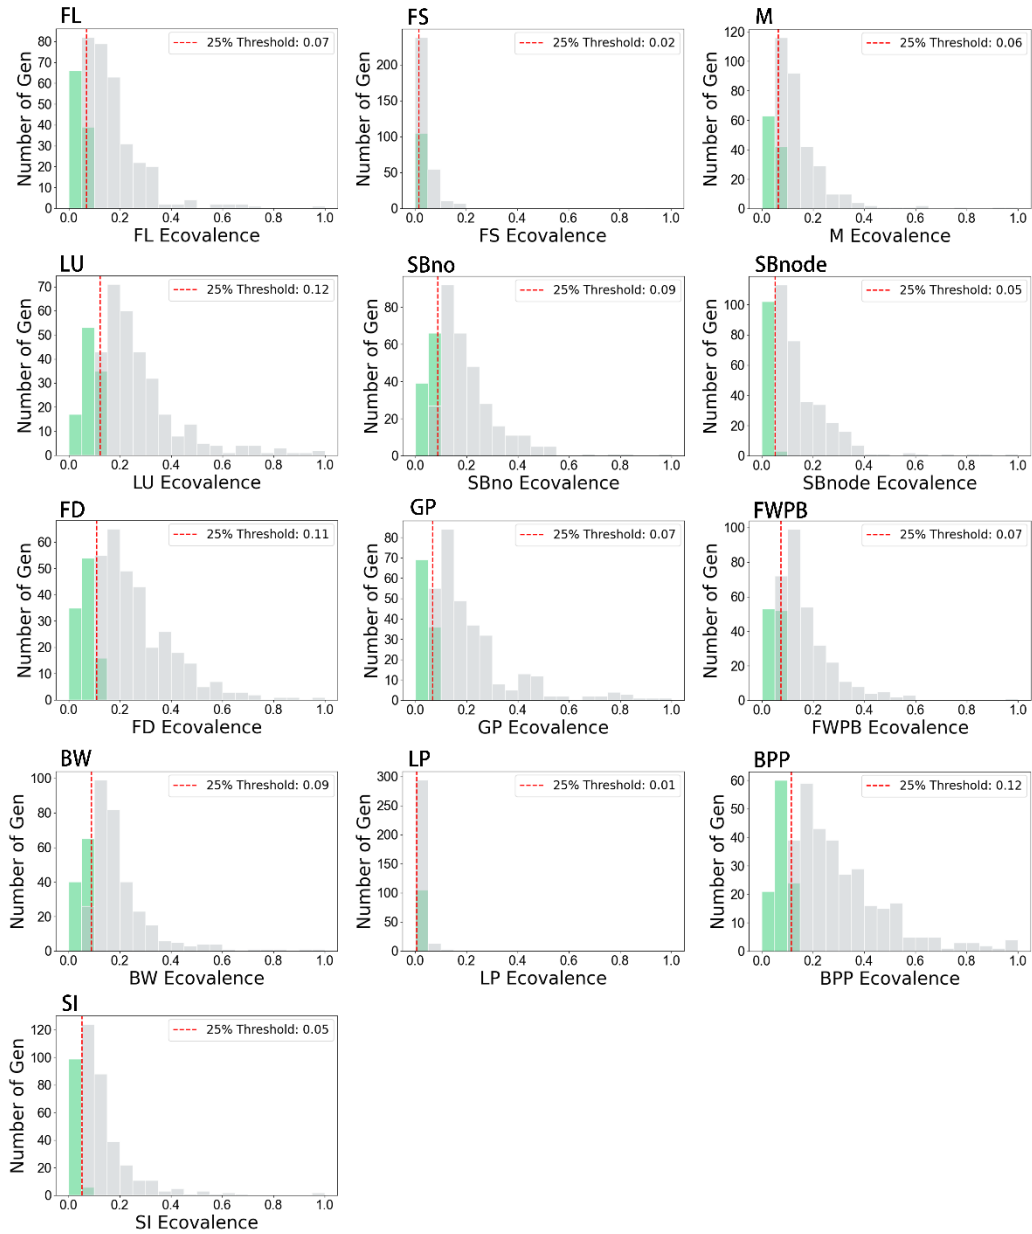 FL
25% Threshold: 0.07
Number of Gen
80
70
60
50
40
30
20
10
0
0.0 0.2 0.4 0.6 0.8 1.0
FL Ecovalence
FS
25% Threshold: 0.02
Number of Gen
200
150
100
50
0
0.0 0.2 0.4 0.6 0.8 1.0
FS Ecovalence
M
25% Threshold: 0.06
Number of Gen
120
100
80
60
40
20
0
0.0 0.2 0.4 0.6 0.8 1.0
M Ecovalence
LU
25% Threshold: 0.12
Number of Gen
70
60
50
40
30
20
10
0
0.0 0.2 0.4 0.6 0.8 1.0
LU Ecovalence
SBno
25% Threshold: 0.09
Number of Gen
80
60
40
20
0
0.0 0.2 0.4 0.6 0.8 1.0
SBno Ecovalence
SBnode
25% Threshold: 0.05
Number of Gen
100
80
60
40
20
0
0.0 0.2 0.4 0.6 0.8 1.0
SBnode Ecovalence
FD
25% Threshold: 0.11
Number of Gen
60
50
40
30
20
10
0
0.0 0.2 0.4 0.6 0.8 1.0
FD Ecovalence
GP
25% Threshold: 0.07
Number of Gen
80
70
60
50
40
30
20
10
0
0.0 0.2 0.4 0.6 0.8 1.0
GP Ecovalence
FWPB
25% Threshold: 0.07
Number of Gen
100
80
60
40
20
0
0.0 0.2 0.4 0.6 0.8 1.0
FWPB Ecovalence
BW
25% Threshold: 0.09
Number of Gen
100
80
60
40
20
0
0.0 0.2 0.4 0.6 0.8 1.0
BW Ecovalence
LP
25% Threshold: 0.01
Number of Gen
300
250
200
150
100
50
0
0.0 0.2 0.4 0.6 0.8 1.0
LP Ecovalence
BPP
25% Threshold: 0.12
Number of Gen
60
50
40
30
20
10
0
0.0 0.2 0.4 0.6 0.8 1.0
BPP Ecovalence
SI
25% Threshold: 0.05
Number of Gen
120
100
80
60
40
20
0
0.0 0.2 0.4 0.6 0.8 1.0
SI Ecovalence